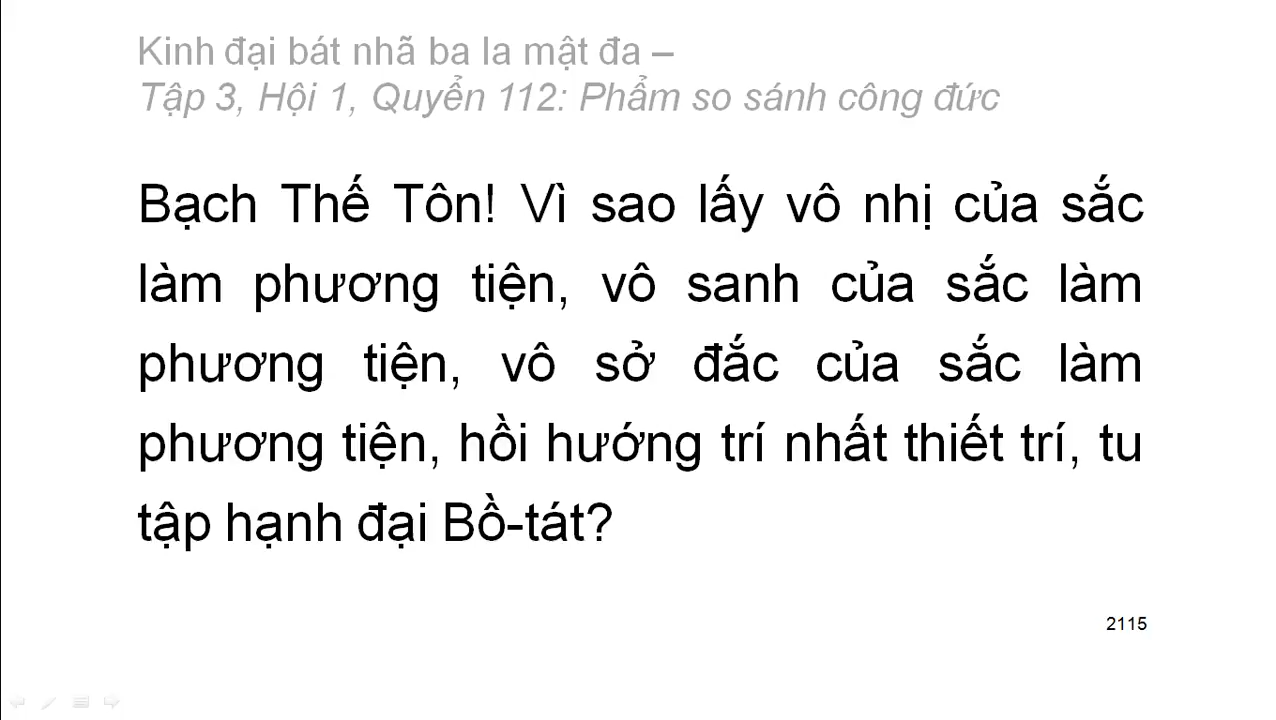 Kinh đại bát nhã ba la mật đa –
Tập 3, Hội 1, Quyển 112: Phẩm so sánh công đức
Bạch Thế Tôn! Vì sao lấy vô nhị của sắc
làm phương tiện, vô sanh của sắc làm
phương tiện, vô sở đắc của sắc làm
phương tiện, hồi hướng trí nhất thiết trí, tu
tập hạnh đại Bồ-tát?
2115